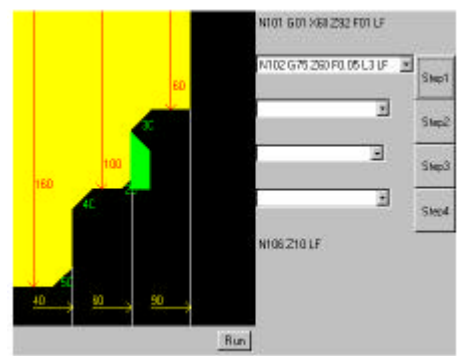 N101 G01 X60 Z92 F01 LF
N102 G75 Z60 F0.05 L3 LF
Step1
60
3C
Step2
100
160
Step3
4C
Step4
5C
N106 Z10 LF
40
60
90
Run